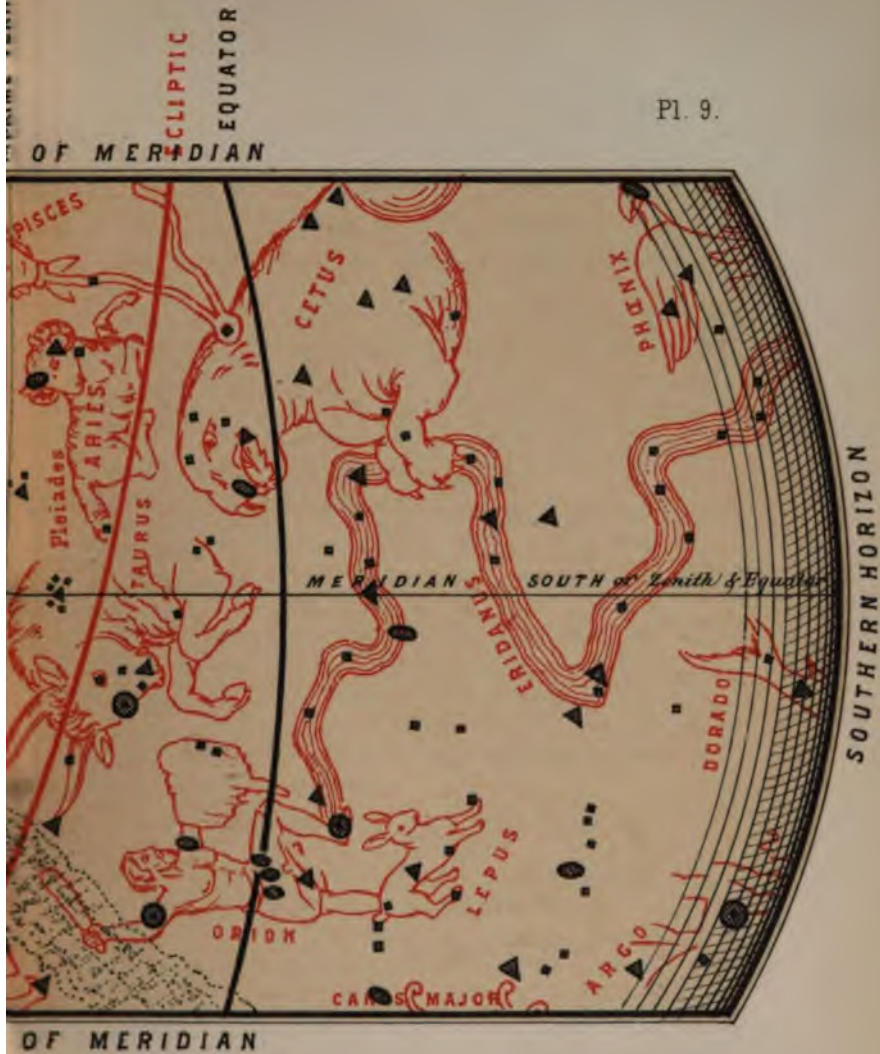 ECLIPTIC
EQUATOR
Pl. 9.
OF MERIDIAN
PISCES
CETUS
PHŒNIX
ARIES
Pleiades
TAURUS
MERIDIAN SOUTH of Zenith & Equator
ERIDANUS
DORADO
SOUTHERN HORIZON
LEPUS
ORION
ARGO
CANIS MAJOR
OF MERIDIAN